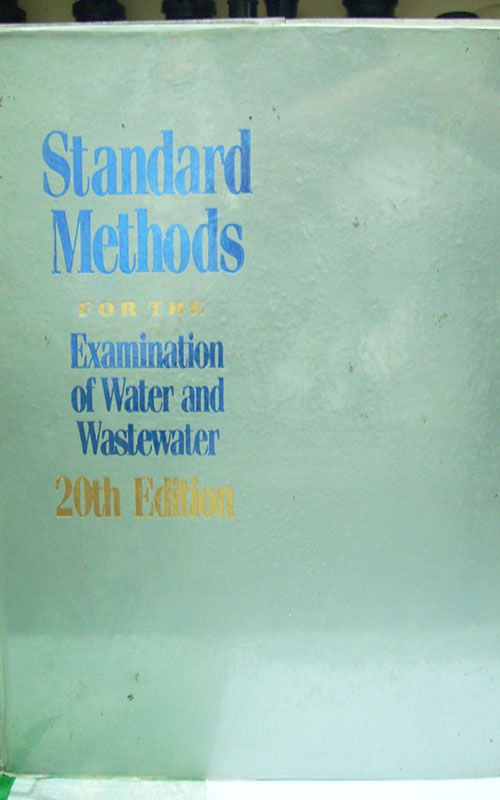 Standard
Methods
FOR THE
Examination
of Water and
Wastewater
20th Edition